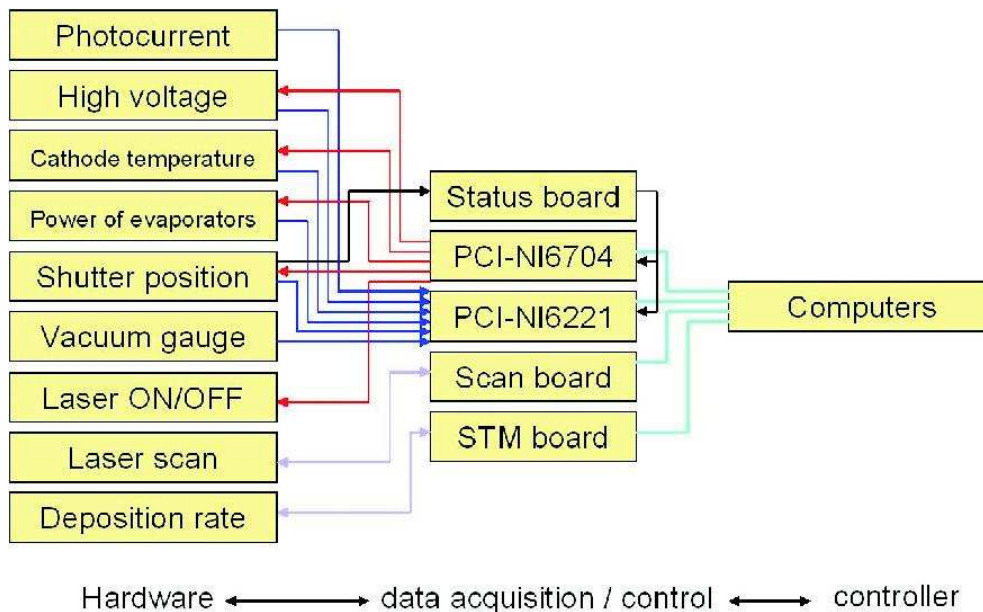 Photocurrent
High voltage
Cathode temperature
Power of evaporators
Shutter position
Vacuum gauge
Laser ON/OFF
Laser scan
Deposition rate
Status board
PCI-NI6704
PCI-NI6221
Scan board
STM board
Computers
Hardware data acquisition / control controller